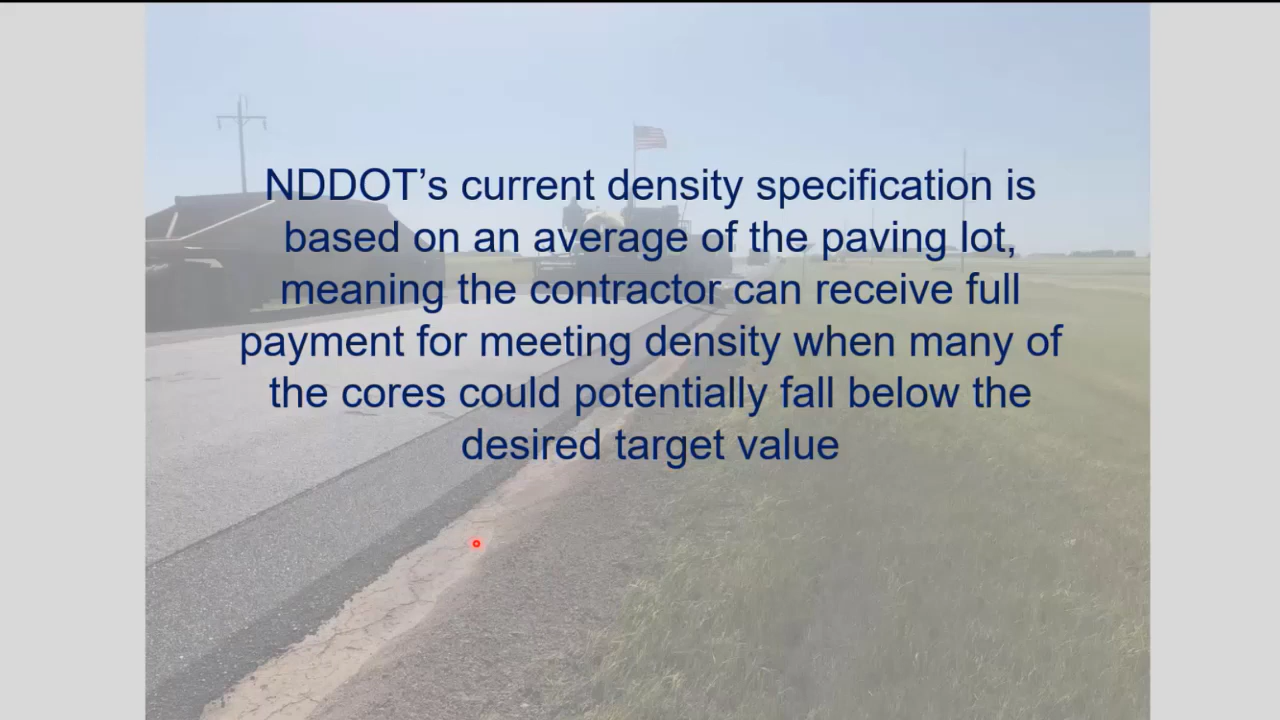 NDDOT’s current density specification is
based on an average of the paving lot,
meaning the contractor can receive full
payment for meeting density when many of
the cores could potentially fall below the
desired target value